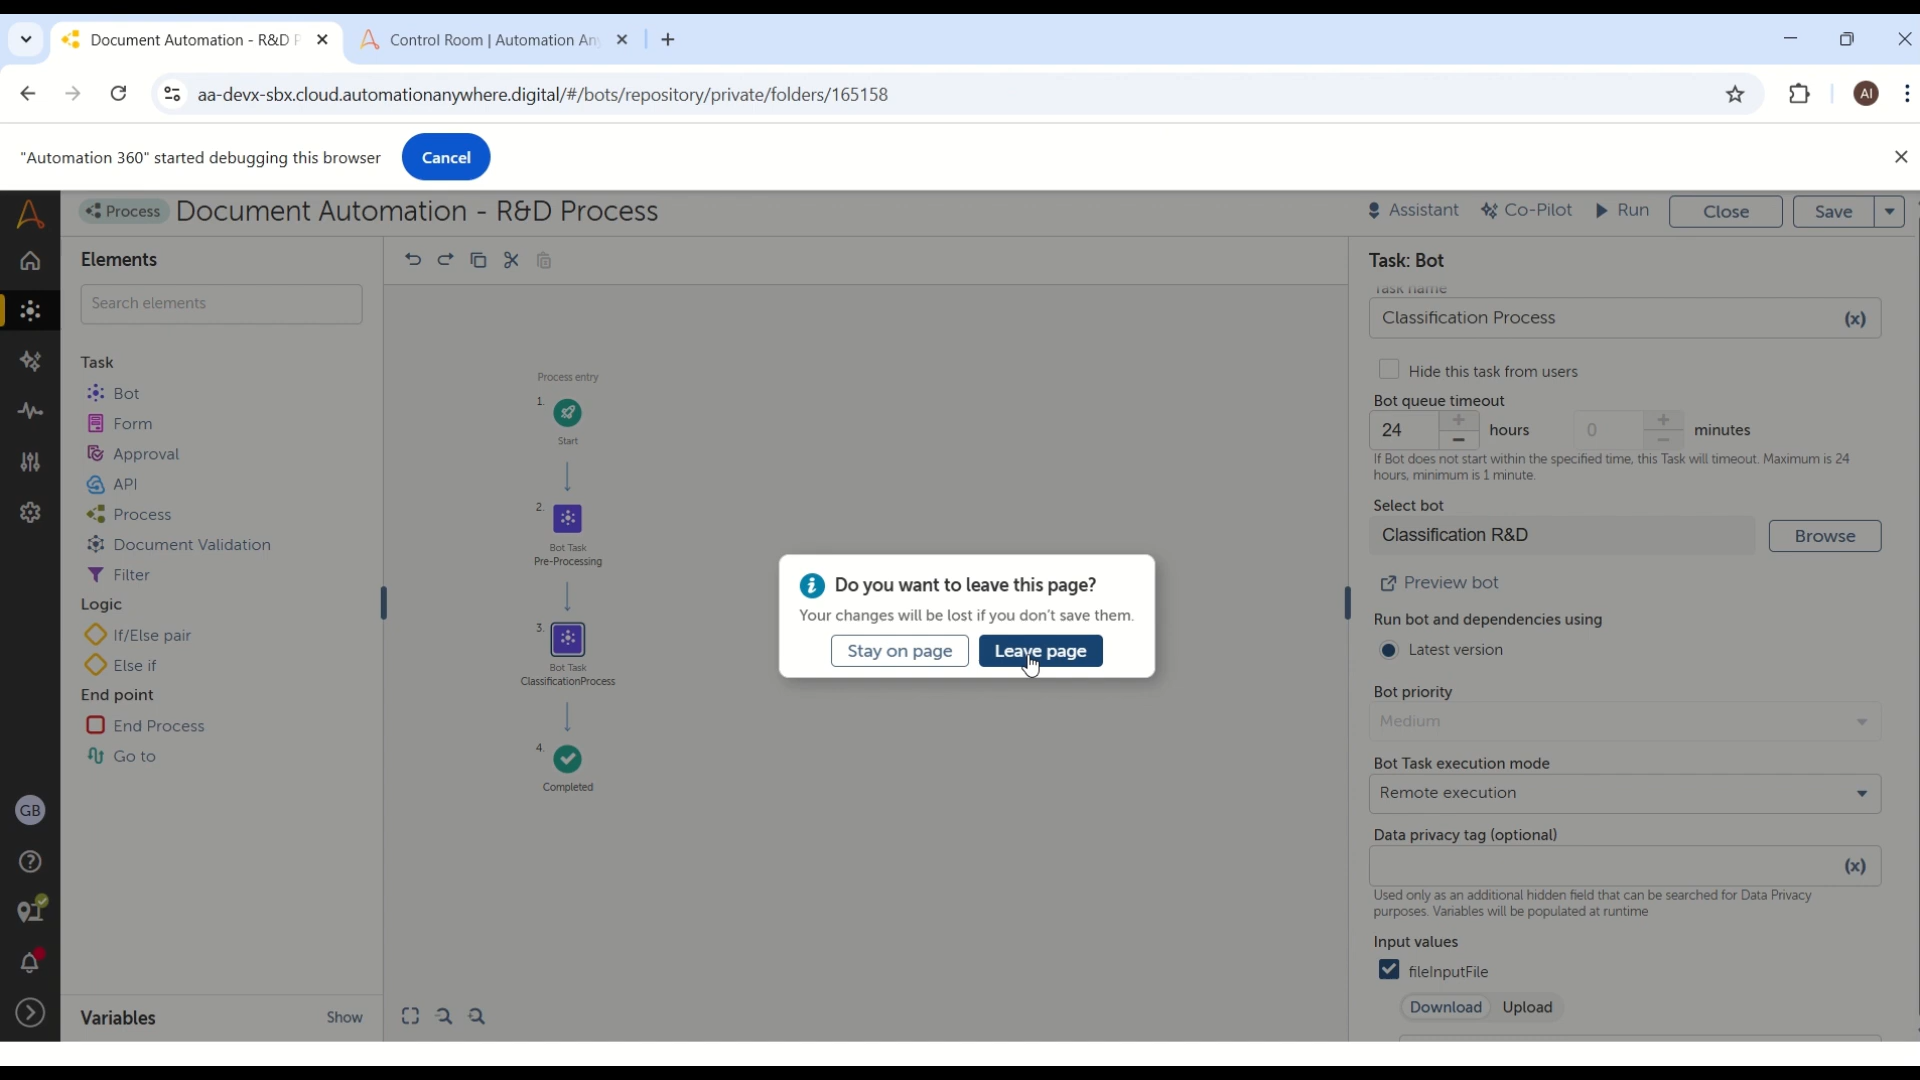 Document Automation - R&D P
Control Room | Automation An
aa-devx-sbx.cloud.automationanywhere.digital/#/bots/repository/private/folders/165158
AI
"Automation 360" started debugging this browser
Cancel
Process
Document Automation - R&D Process
Assistant
Co-Pilot
Run
Close
Save
Elements
Search elements
Task
Bot
Form
Approval
API
Process
Document Validation
Filter
Logic
If/Else pair
Else if
End point
End Process
Go to
Variables
Show
GB
Process entry
1.
Start
2.
Bot Task
Pre-Processing
3.
Bot Task
ClassificationProcess
4.
Completed
Do you want to leave this page?
Your changes will be lost if you don't save them.
Stay on page
Leave page
Task: Bot
Task name
Classification Process
(x)
Hide this task from users
Bot queue timeout
24
hours
0
minutes
If Bot does not start within the specified time, this Task will timeout. Maximum is 24
hours, minimum is 1 minute.
Select bot
Classification R&D
Browse
Preview bot
Run bot and dependencies using
Latest version
Bot priority
Medium
Bot Task execution mode
Remote execution
Data privacy tag (optional)
(x)
Used only as an additional hidden field that can be searched for Data Privacy
purposes. Variables will be populated at runtime
Input values
fileInputFile
Download
Upload